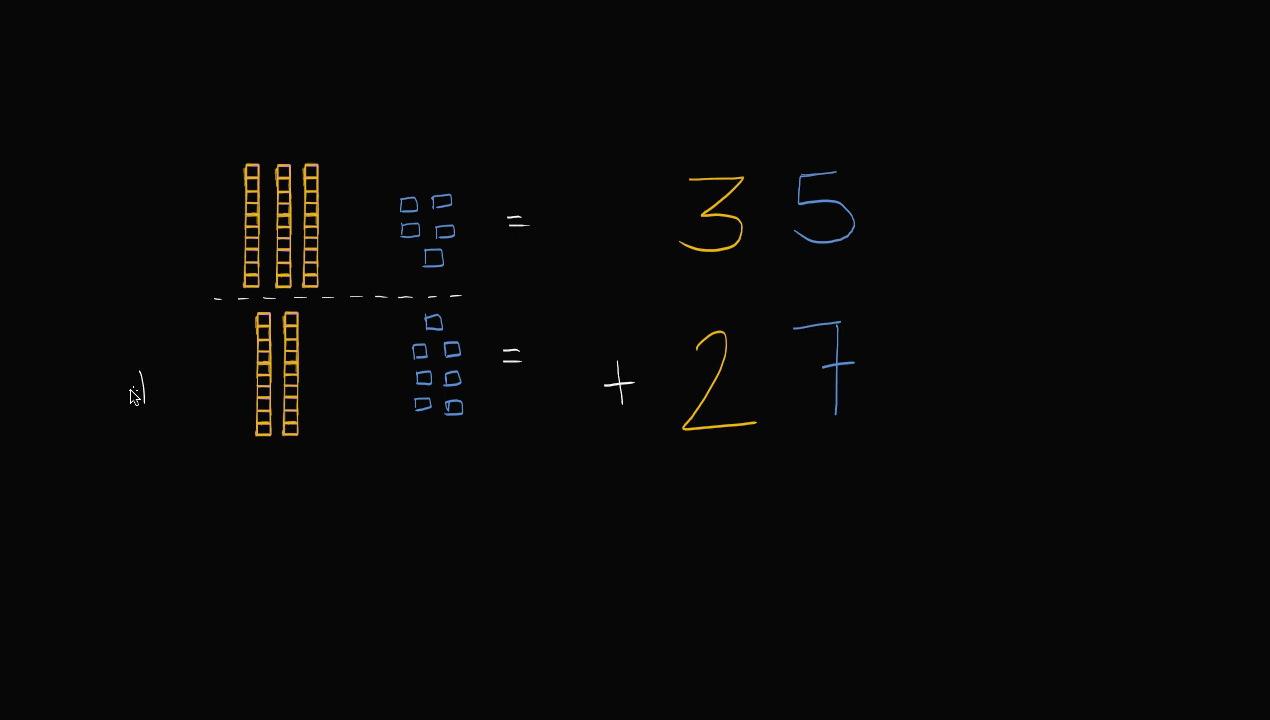 = 35
= + 27